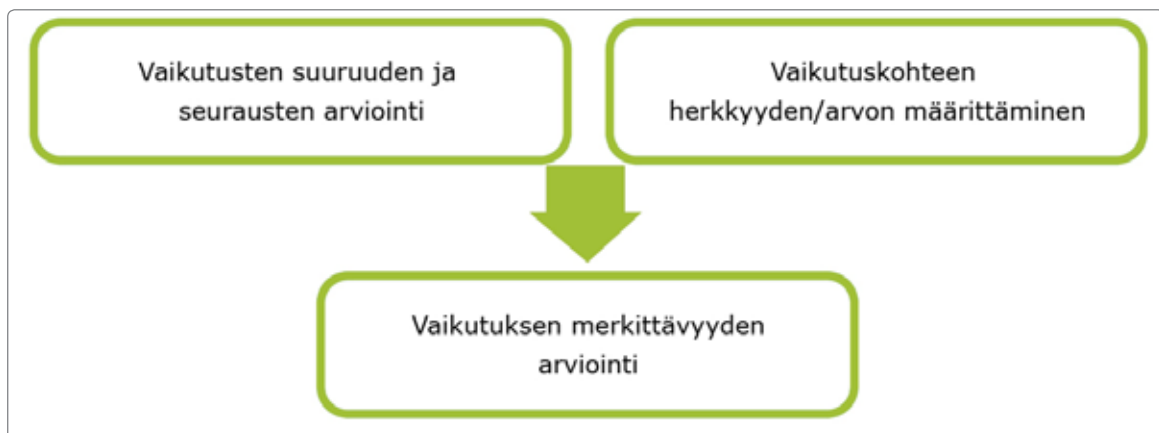 Vaikutusten suuruuden ja
seurausten arviointi
Vaikutuskohteen
herkkyyden/arvon määrittäminen
Vaikutuksen merkittävyyden
arviointi